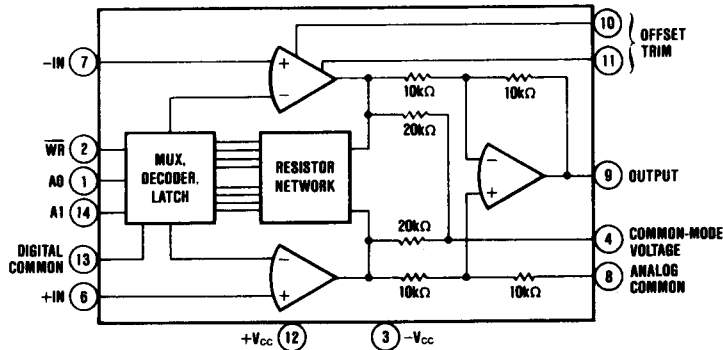 10
OFFSET
TRIM
11
-IN 7
+
−
10kΩ
10kΩ
20kΩ
WR 2
A0 1
A1 14
MUX,
DECODER,
LATCH
RESISTOR
NETWORK
−
+
9 OUTPUT
20kΩ
4 COMMON-MODE
VOLTAGE
DIGITAL
COMMON 13
−
+
8 ANALOG
COMMON
10kΩ
10kΩ
+IN 6
+Vcc 12
3 -Vcc